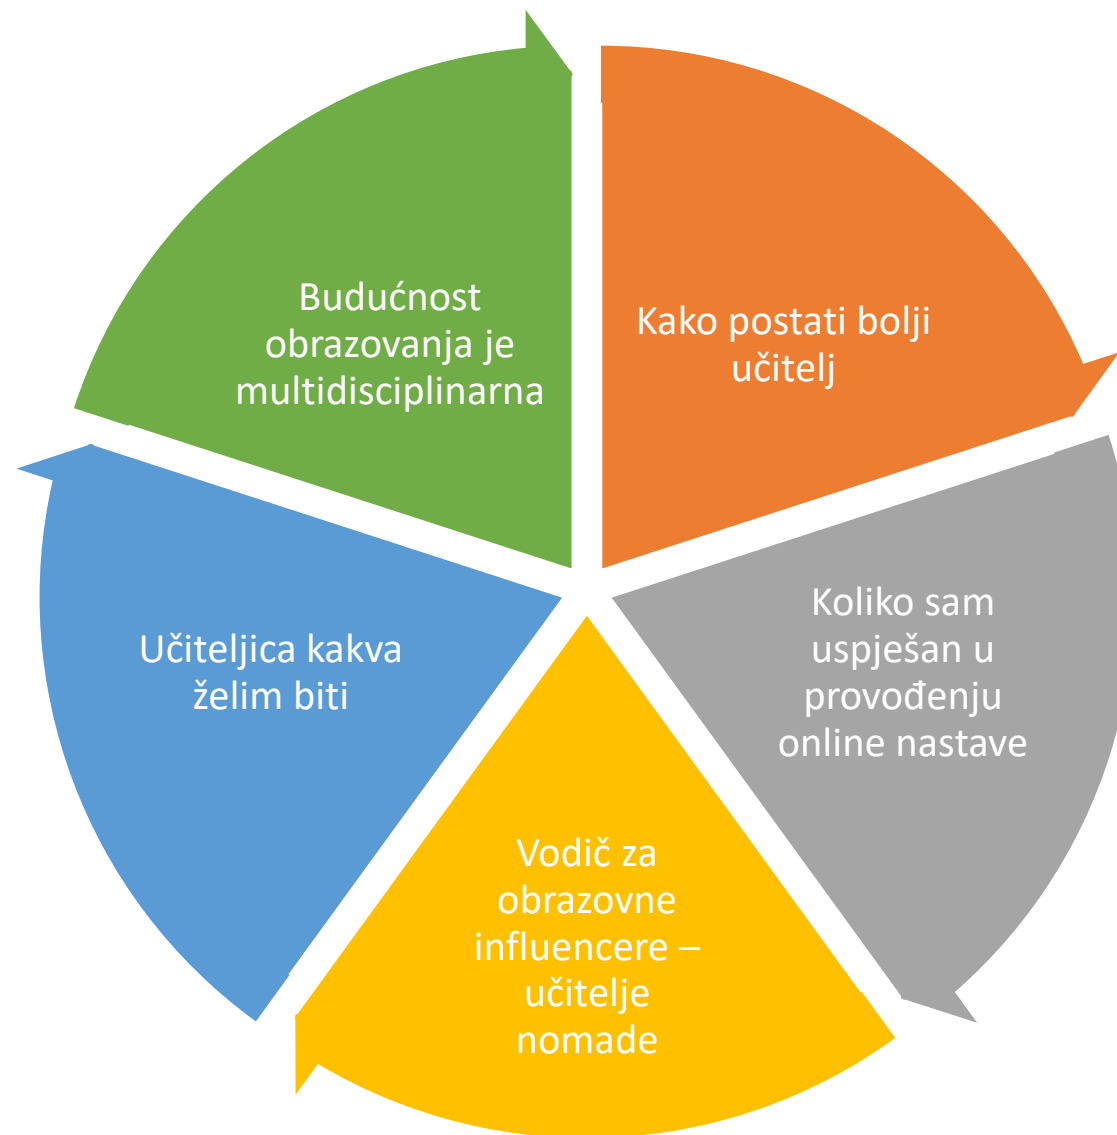 Budućnost
obrazovanja je
multidisciplinarna
Kako postati bolji
učitelj
Koliko sam
uspješan u
provođenju
online nastave
Vodič za
obrazovne
influencere –
učitelje
nomade
Učiteljica kakva
želim biti